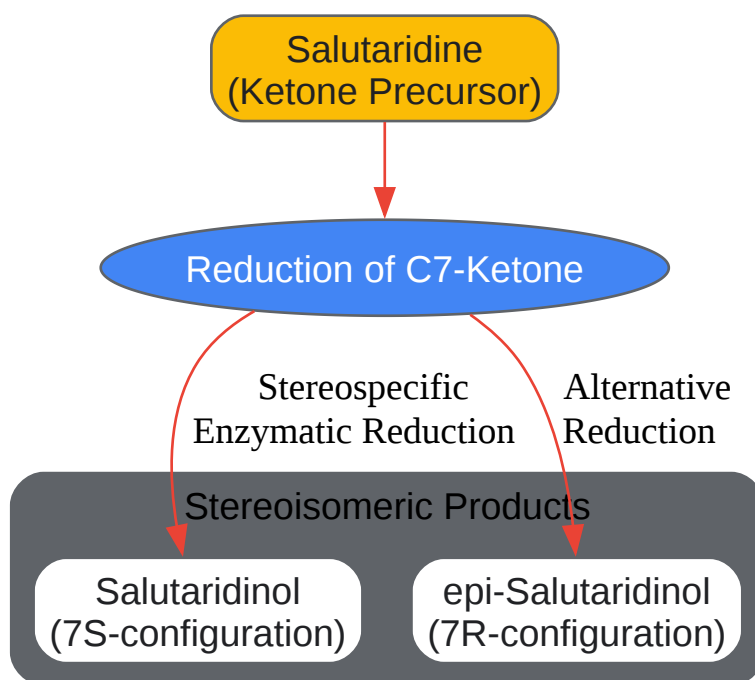 Salutaridine
(Ketone Precursor)
Reduction of C7-Ketone
Stereospecific
Enzymatic Reduction
Alternative
Reduction
Stereoisomeric Products
Salutaridinol
(7S-configuration)
epi-Salutaridinol
(7R-configuration)